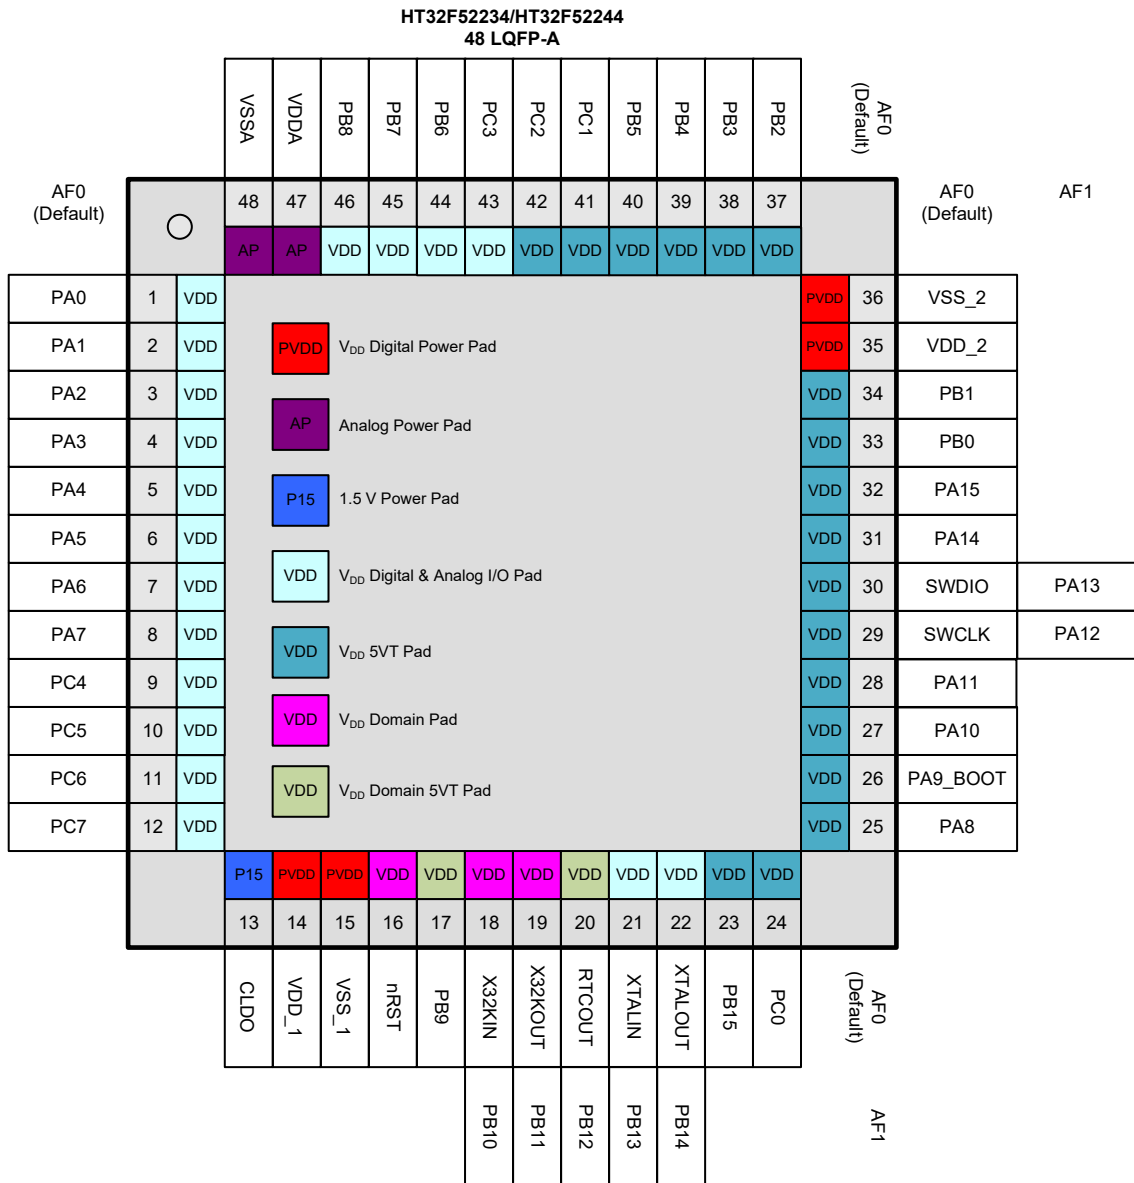 HT32F52234/HT32F52244
48 LQFP-A
VSSA VDDA PB8 PB7 PB6 PC3 PC2 PC1 PB5 PB4 PB3 PB2
AF0
(Default)
AF0
(Default)
48 47 46 45 44 43 42 41 40 39 38 37
AF0
(Default)
AF1
AP AP VDD VDD VDD VDD VDD VDD VDD VDD VDD VDD
PA0 1 VDD
PVDD 36 VSS_2
PA1 2 VDD
PVDD VDD Digital Power Pad
PVDD 35 VDD_2
PA2 3 VDD
VDD 34 PB1
AP Analog Power Pad
PA3 4 VDD
VDD 33 PB0
PA4 5 VDD
P15 1.5 V Power Pad
VDD 32 PA15
PA5 6 VDD
VDD 31 PA14
VDD VDD Digital & Analog I/O Pad
PA6 7 VDD
VDD 30 SWDIO PA13
PA7 8 VDD
VDD VDD 5VT Pad
VDD 29 SWCLK PA12
PC4 9 VDD
VDD 28 PA11
VDD VDD Domain Pad
PC5 10 VDD
VDD 27 PA10
PC6 11 VDD
VDD VDD Domain 5VT Pad
VDD 26 PA9_BOOT
PC7 12 VDD
VDD 25 PA8
P15 PVDD PVDD VDD VDD VDD VDD VDD VDD VDD VDD VDD
13 14 15 16 17 18 19 20 21 22 23 24
CLDO VDD_1 VSS_1 nRST PB9 X32KIN X32KOUT RTCOUT XTALIN XTALOUT PB15 PC0
AF0
(Default)
PB10 PB11 PB12 PB13 PB14
AF1